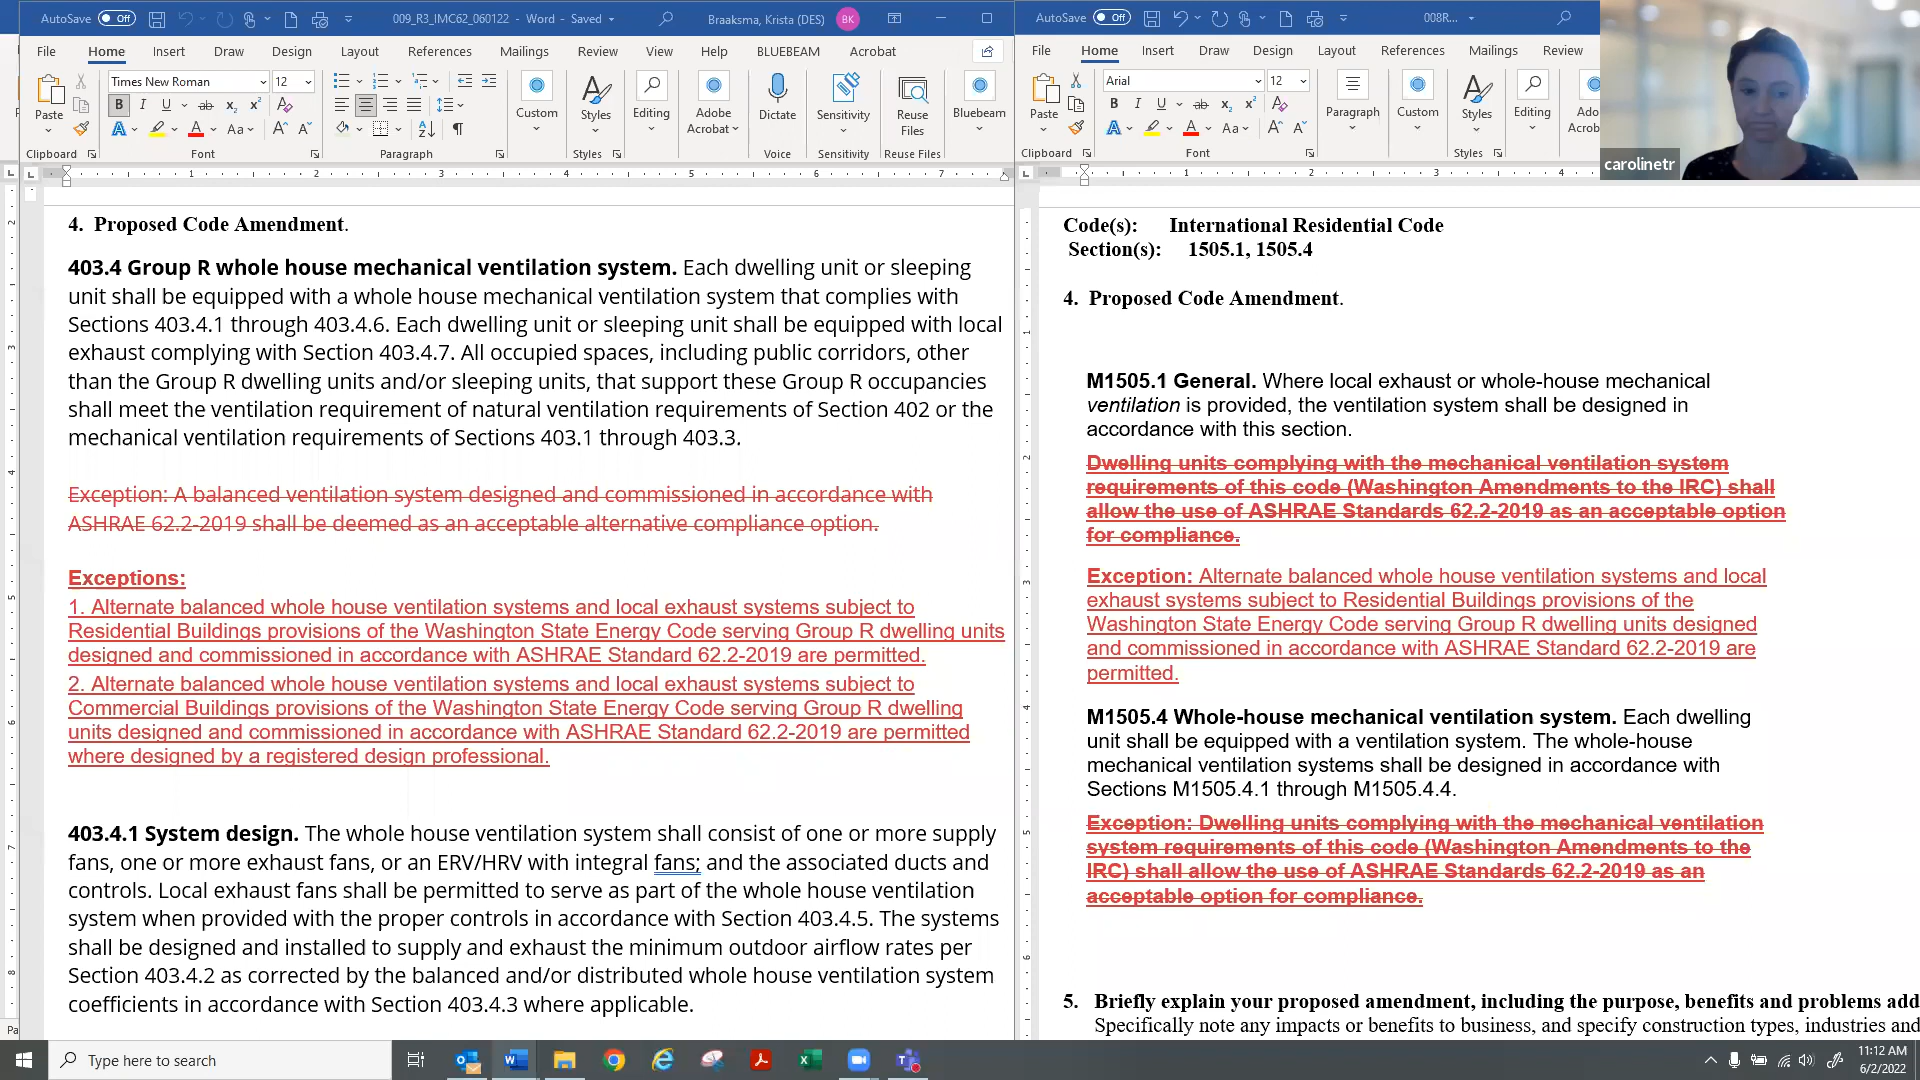 AutoSave Off
009_R3_IMC62_060122 - Word - Saved
Braaksma, Krista (DES) BK
File Home Insert Draw Design Layout References Mailings Review View Help BLUEBEAM Acrobat
Times New Roman 12
Paste
Custom
Styles
Editing
Adobe Acrobat
Dictate
Sensitivity
Reuse Files
Bluebeam
Clipboard Font Paragraph Styles Voice Sensitivity Reuse Files
4. Proposed Code Amendment.
403.4 Group R whole house mechanical ventilation system. Each dwelling unit or sleeping
unit shall be equipped with a whole house mechanical ventilation system that complies with
Sections 403.4.1 through 403.4.6. Each dwelling unit or sleeping unit shall be equipped with local
exhaust complying with Section 403.4.7. All occupied spaces, including public corridors, other
than the Group R dwelling units and/or sleeping units, that support these Group R occupancies
shall meet the ventilation requirement of natural ventilation requirements of Section 402 or the
mechanical ventilation requirements of Sections 403.1 through 403.3.
Exception: A balanced ventilation system designed and commissioned in accordance with
ASHRAE 62.2-2019 shall be deemed as an acceptable alternative compliance option.
Exceptions:
1. Alternate balanced whole house ventilation systems and local exhaust systems subject to
Residential Buildings provisions of the Washington State Energy Code serving Group R dwelling units
designed and commissioned in accordance with ASHRAE Standard 62.2-2019 are permitted.
2. Alternate balanced whole house ventilation systems and local exhaust systems subject to
Commercial Buildings provisions of the Washington State Energy Code serving Group R dwelling
units designed and commissioned in accordance with ASHRAE Standard 62.2-2019 are permitted
where designed by a registered design professional.
403.4.1 System design. The whole house ventilation system shall consist of one or more supply
fans, one or more exhaust fans, or an ERV/HRV with integral fans; and the associated ducts and
controls. Local exhaust fans shall be permitted to serve as part of the whole house ventilation
system when provided with the proper controls in accordance with Section 403.4.5. The systems
shall be designed and installed to supply and exhaust the minimum outdoor airflow rates per
Section 403.4.2 as corrected by the balanced and/or distributed whole house ventilation system
coefficients in accordance with Section 403.4.3 where applicable.
AutoSave Off
008R...
File Home Insert Draw Design Layout References Mailings Review
Arial 12
Paste
Paragraph
Custom
Styles
Editing
Adobe
Acroba
Clipboard Font Styles
carolinetr
Code(s): International Residential Code
Section(s): 1505.1, 1505.4
4. Proposed Code Amendment.
M1505.1 General. Where local exhaust or whole-house mechanical
ventilation is provided, the ventilation system shall be designed in
accordance with this section.
Dwelling units complying with the mechanical ventilation system
requirements of this code (Washington Amendments to the IRC) shall
allow the use of ASHRAE Standards 62.2-2019 as an acceptable option
for compliance.
Exception: Alternate balanced whole house ventilation systems and local
exhaust systems subject to Residential Buildings provisions of the
Washington State Energy Code serving Group R dwelling units designed
and commissioned in accordance with ASHRAE Standard 62.2-2019 are
permitted.
M1505.4 Whole-house mechanical ventilation system. Each dwelling
unit shall be equipped with a ventilation system. The whole-house
mechanical ventilation systems shall be designed in accordance with
Sections M1505.4.1 through M1505.4.4.
Exception: Dwelling units complying with the mechanical ventilation
system requirements of this code (Washington Amendments to the
IRC) shall allow the use of ASHRAE Standards 62.2-2019 as an
acceptable option for compliance.
5. Briefly explain your proposed amendment, including the purpose, benefits and problems add
Specifically note any impacts or benefits to business, and specify construction types, industries and
Type here to search
11:12 AM
6/2/2022